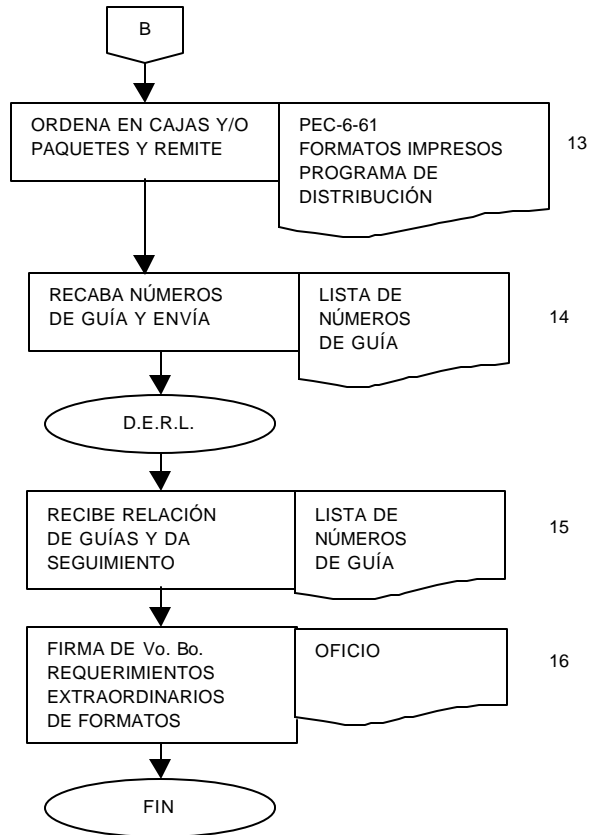 B
ORDENA EN CAJAS Y/O
PAQUETES Y REMITE
PEC-6-61
FORMATOS IMPRESOS
PROGRAMA DE
DISTRIBUCIÓN
13
RECABA NÚMEROS
DE GUÍA Y ENVÍA
LISTA DE
NÚMEROS
DE GUÍA
14
D.E.R.L.
RECIBE RELACIÓN
DE GUÍAS Y DA
SEGUIMIENTO
LISTA DE
NÚMEROS
DE GUÍA
15
FIRMA DE Vo. Bo.
REQUERIMIENTOS
EXTRAORDINARIOS
DE FORMATOS
OFICIO
16
FIN